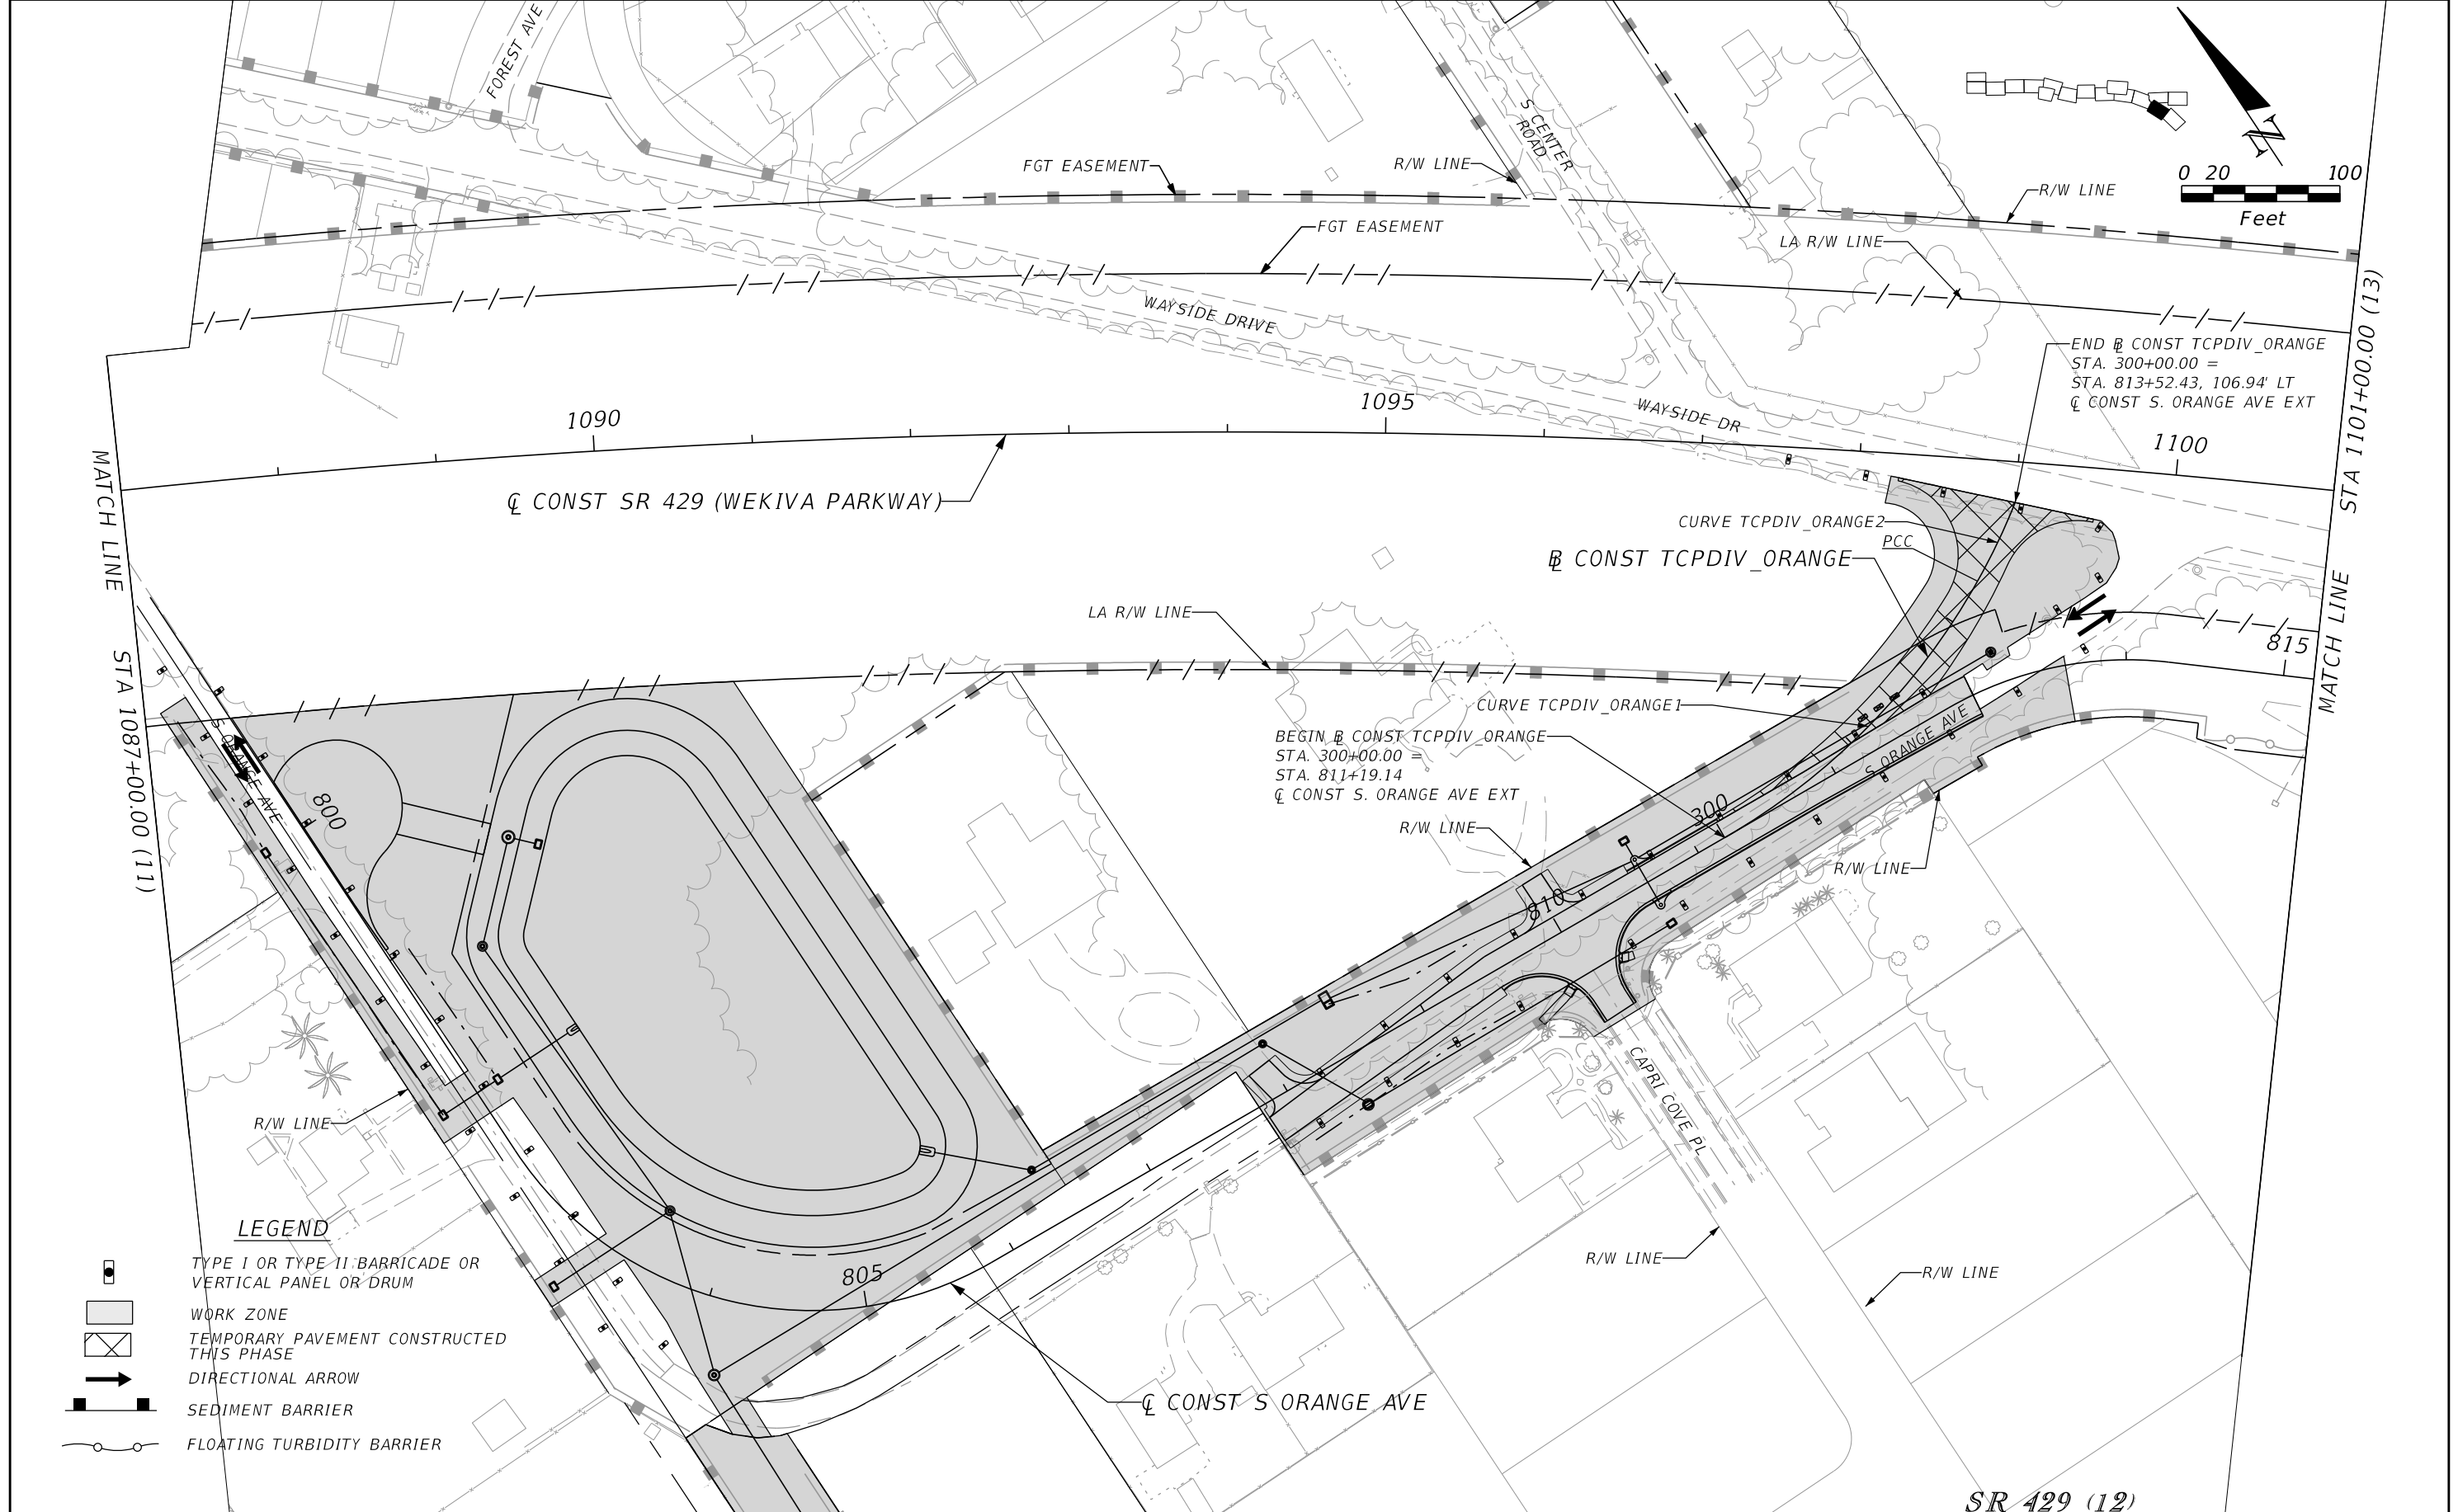 FOREST AVE
S CENTER
ROAD
FGT EASEMENT
R/W LINE
R/W LINE
0 20 100
Feet
N
FGT EASEMENT
LA R/W LINE
WAYSIDE DRIVE
WAYSIDE DR
END ⅊ CONST TCPDIV_ORANGE
STA. 300+00.00 =
STA. 813+52.43, 106.94' LT
℄ CONST S. ORANGE AVE EXT
MATCH LINE STA 1101+00.00 (13)
1090
1095
1100
MATCH LINE STA 1087+00.00 (11)
℄ CONST SR 429 (WEKIVA PARKWAY)
CURVE TCPDIV_ORANGE2
PCC
BL CONST TCPDIV_ORANGE
LA R/W LINE
815
CURVE TCPDIV_ORANGE1
BEGIN BL CONST TCPDIV_ORANGE
STA. 300+00.00 =
STA. 811+19.14
℄ CONST S. ORANGE AVE EXT
S ORANGE AVE
S ORANGE AVE
800
300
R/W LINE
R/W LINE
810
CAPRI COVE PL
R/W LINE
R/W LINE
R/W LINE
805
℄ CONST S ORANGE AVE
LEGEND
TYPE I OR TYPE II BARRICADE OR
VERTICAL PANEL OR DRUM
WORK ZONE
TEMPORARY PAVEMENT CONSTRUCTED
THIS PHASE
DIRECTIONAL ARROW
SEDIMENT BARRIER
FLOATING TURBIDITY BARRIER
SR 429 (12)